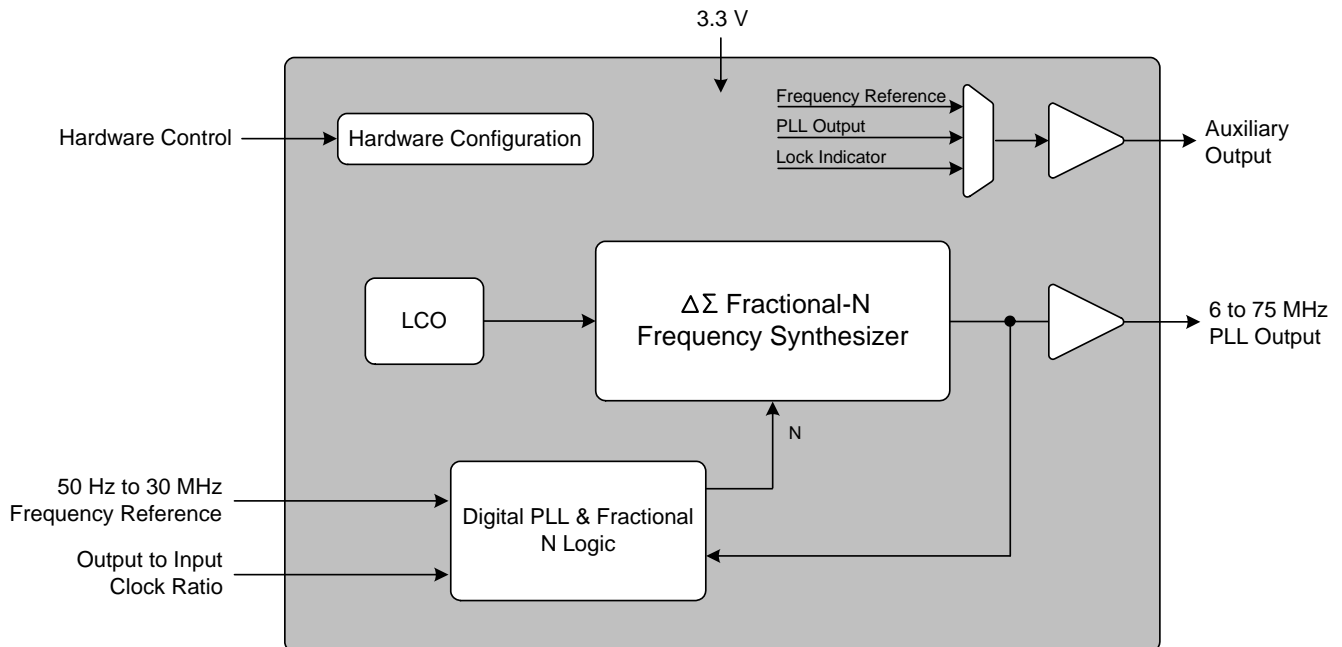 3.3 V
Hardware Control
Hardware Configuration
Frequency Reference
PLL Output
Lock Indicator
Auxiliary
Output
LCO
ΔΣ Fractional-N
Frequency Synthesizer
6 to 75 MHz
PLL Output
N
50 Hz to 30 MHz
Frequency Reference
Digital PLL & Fractional
N Logic
Output to Input
Clock Ratio